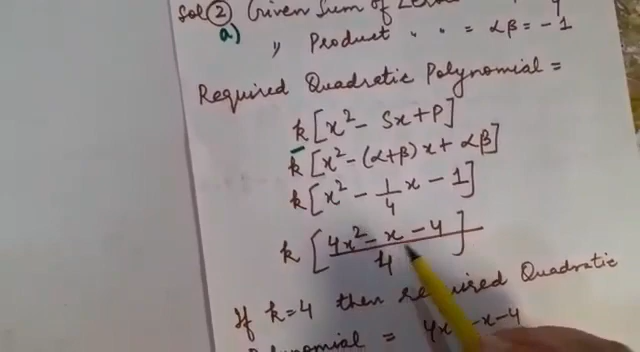 Sol ② Given Sum of
a) " Product " " = αβ = -1
Required Quadratic Polynomial =
k[x² - Sx + P]
k[x² - (α+β)x + αβ]
k[x² - 1/4 x - 1]
k[(4x² - x - 4)/4]
If k=4 then required Quadratic
= 4x² - x - 4